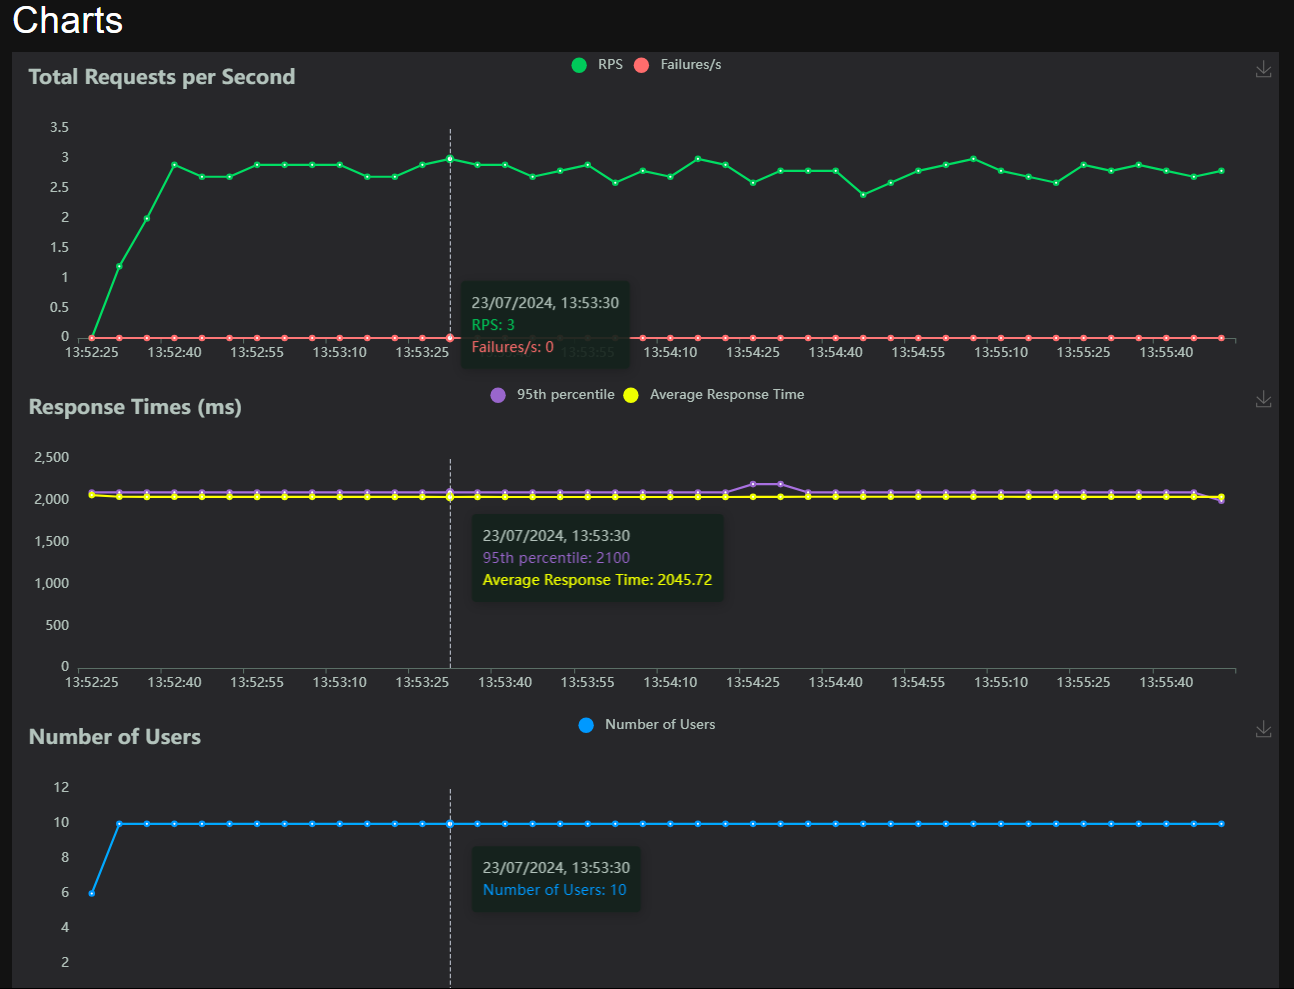 Charts
Total Requests per Second
RPS Failures/s
3.5
3
2.5
2
1.5
1
0.5
0
23/07/2024, 13:53:30
RPS: 3
Failures/s: 0
13:52:25 13:52:40 13:52:55 13:53:10 13:53:25 13:53:55 13:54:10 13:54:25 13:54:40 13:54:55 13:55:10 13:55:25 13:55:40
Response Times (ms)
95th percentile Average Response Time
2,500
2,000
1,500
1,000
500
0
23/07/2024, 13:53:30
95th percentile: 2100
Average Response Time: 2045.72
13:52:25 13:52:40 13:52:55 13:53:10 13:53:25 13:53:40 13:53:55 13:54:10 13:54:25 13:54:40 13:54:55 13:55:10 13:55:25 13:55:40
Number of Users
Number of Users
12
10
8
6
4
2
23/07/2024, 13:53:30
Number of Users: 10